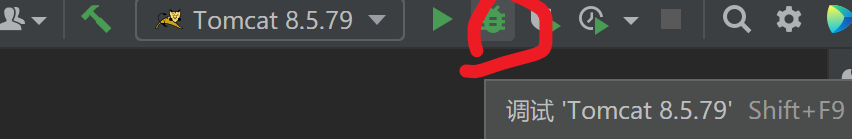 Tomcat 8.5.79
调试 'Tomcat 8.5.79' Shift+F9